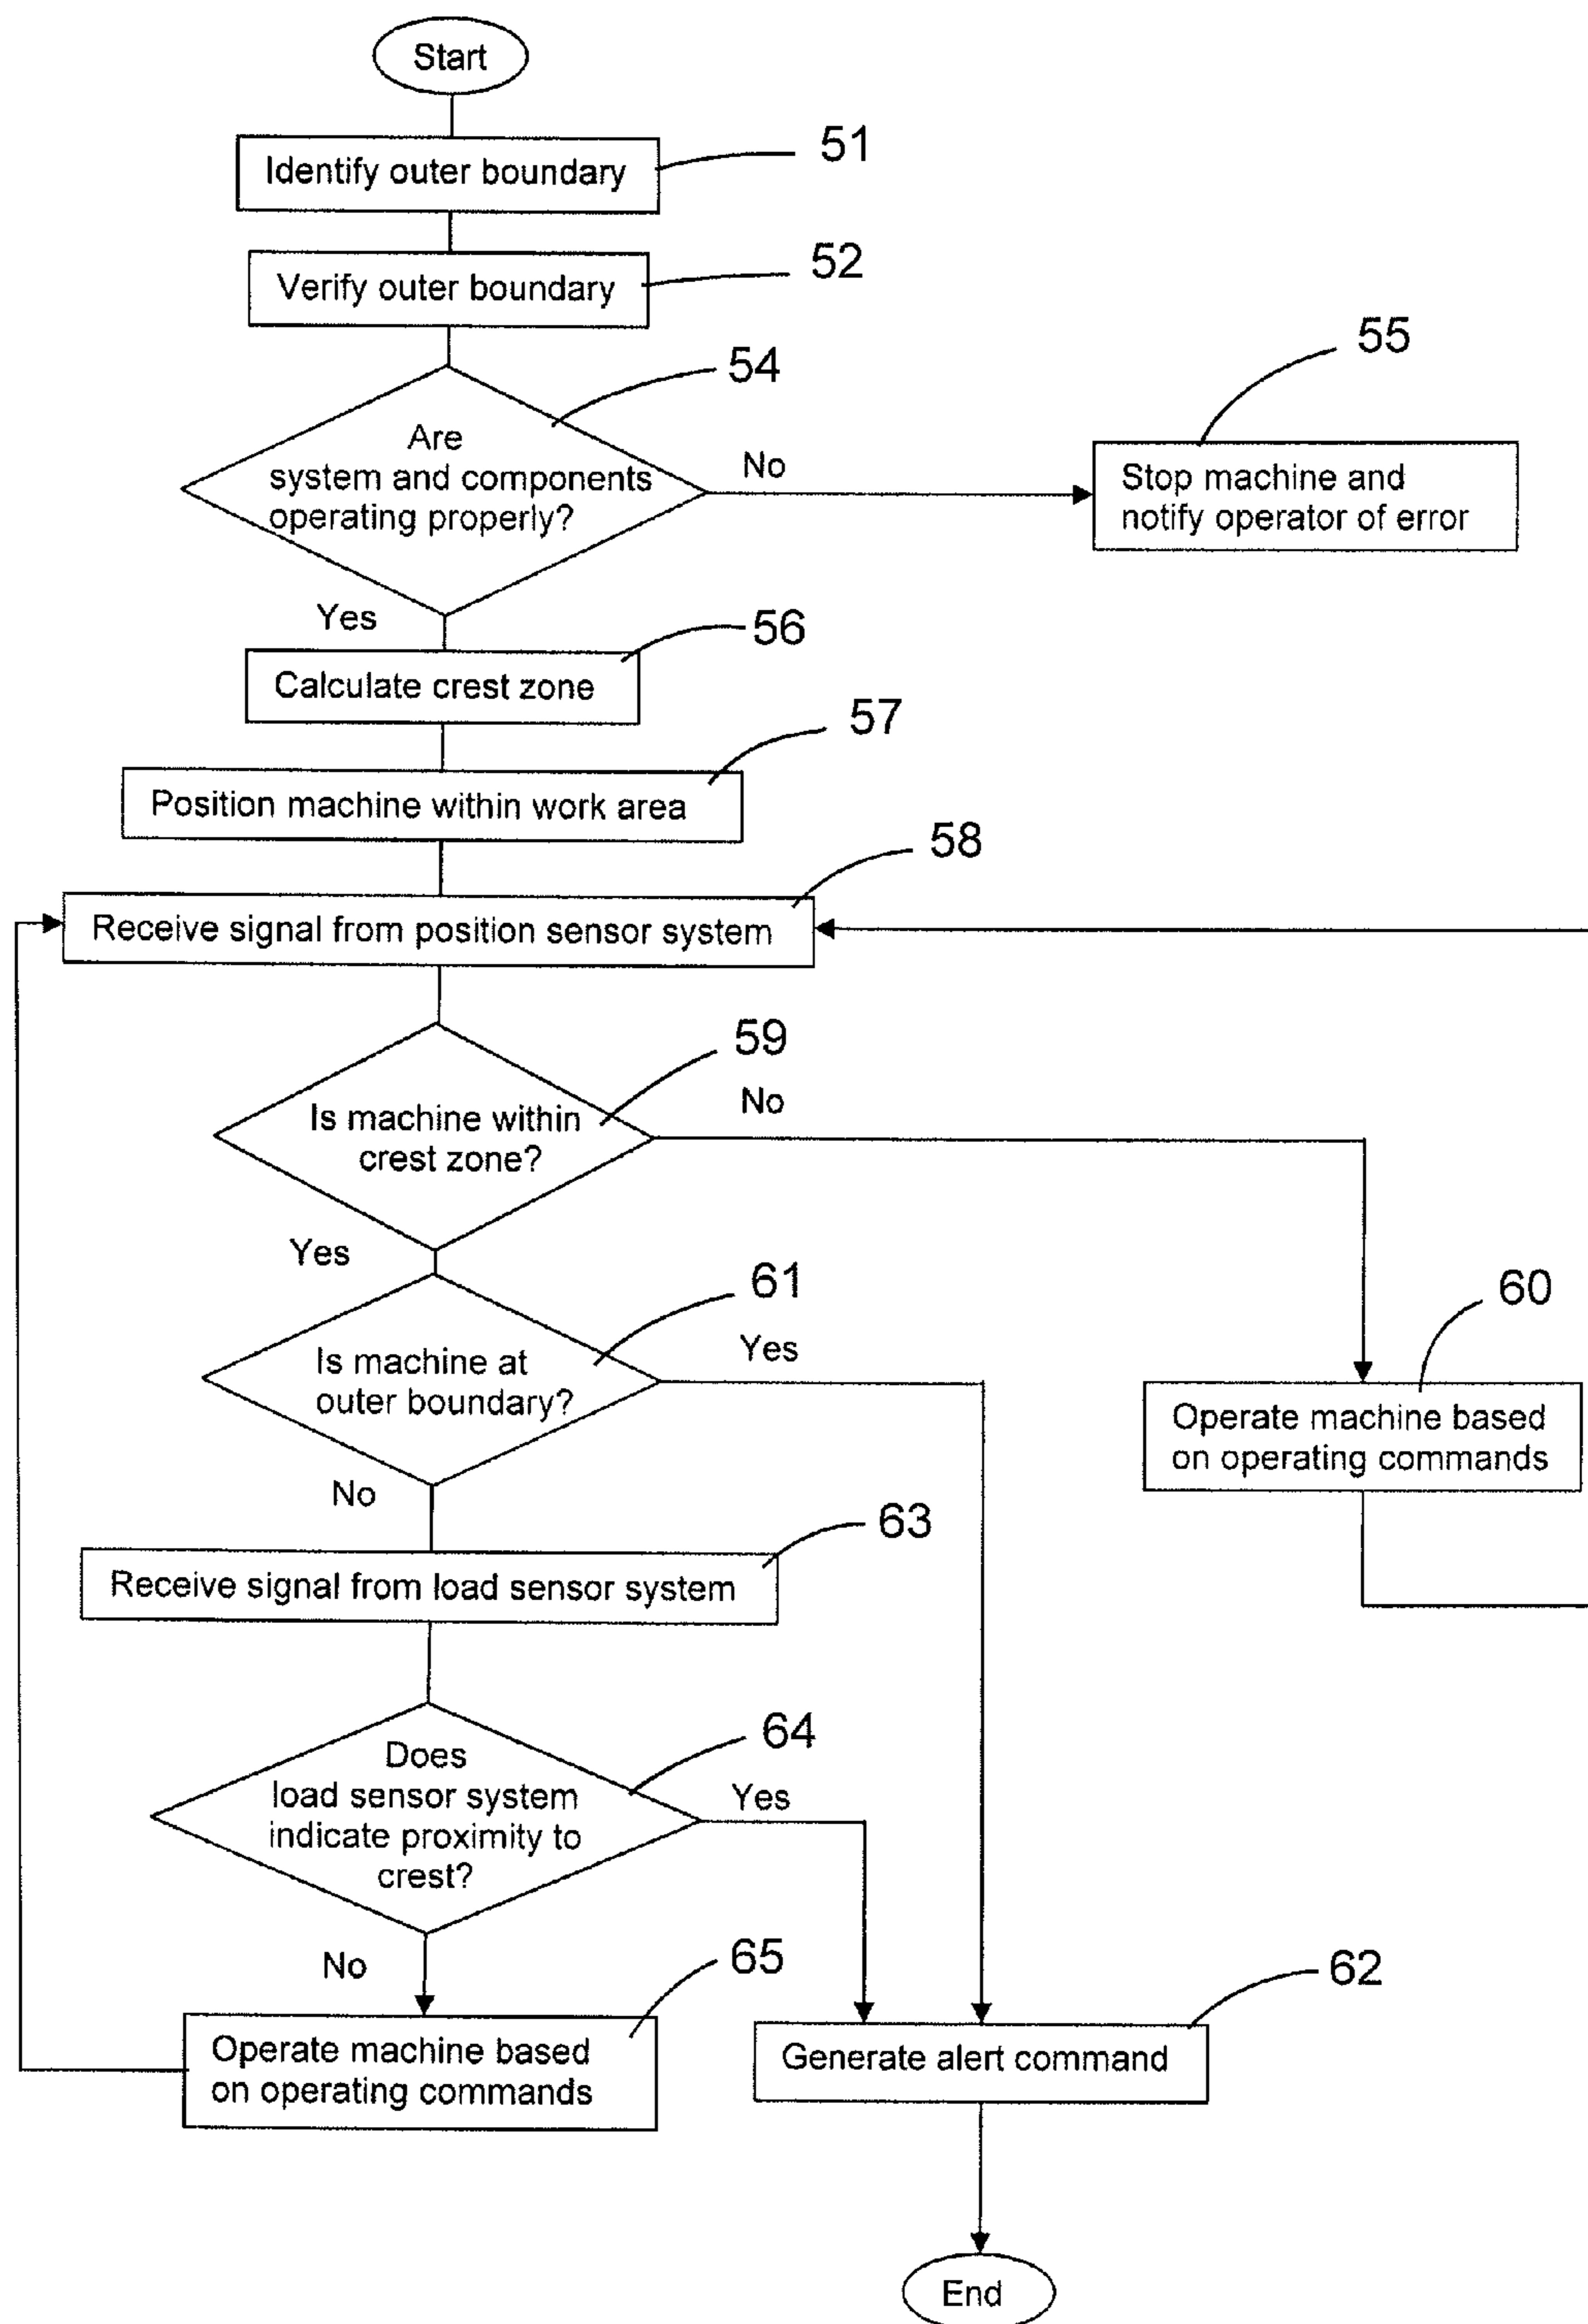 Start
Identify outer boundary
51
Verify outer boundary
52
54
Are
system and components
operating properly?
No
55
Stop machine and
notify operator of error
Yes
56
Calculate crest zone
57
Position machine within work area
58
Receive signal from position sensor system
59
Is machine within
crest zone?
No
Yes
61
Is machine at
outer boundary?
Yes
60
Operate machine based
on operating commands
No
63
Receive signal from load sensor system
64
Does
load sensor system
indicate proximity to
crest?
Yes
No
65
Operate machine based
on operating commands
62
Generate alert command
End